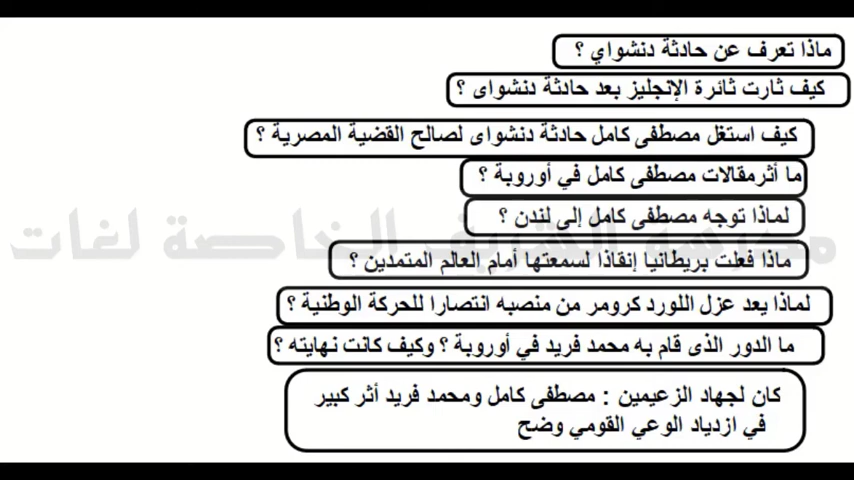 ماذا تعرف عن حادثة دنشواي ؟
كيف ثارت ثائرة الإنجليز بعد حادثة دنشواى ؟
كيف استغل مصطفى كامل حادثة دنشواى لصالح القضية المصرية ؟
ما أثرمقالات مصطفى كامل في أوروبة ؟
لماذا توجه مصطفى كامل إلى لندن ؟
مدرسة الشريف الخاصة لغات
ماذا فعلت بريطانيا إنقاذا لسمعتها أمام العالم المتمدين ؟
لماذا يعد عزل اللورد كرومر من منصبه انتصارا للحركة الوطنية ؟
ما الدور الذى قام به محمد فريد في أوروبة ؟ وكيف كانت نهايته ؟
كان لجهاد الزعيمين : مصطفى كامل ومحمد فريد أثر كبير
في ازدياد الوعي القومي وضح